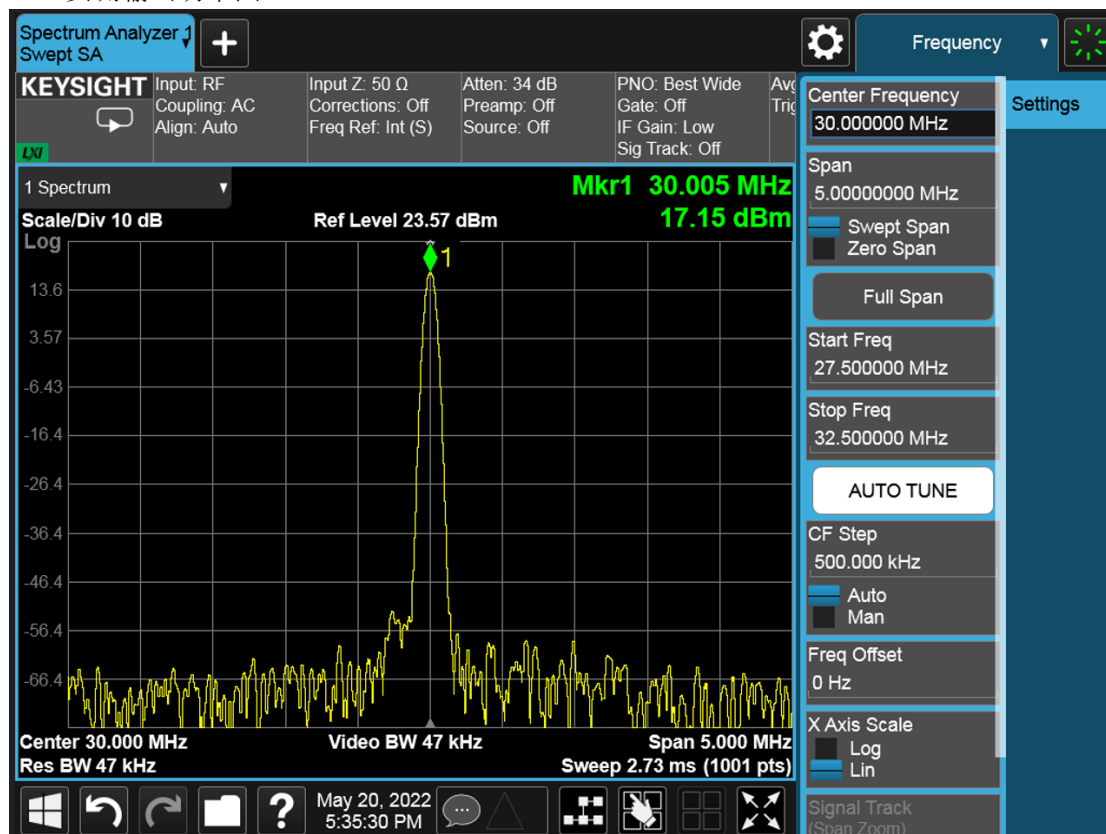 Spectrum Analyzer 1
Swept SA
+
Frequency
KEYSIGHT
Input: RF
Coupling: AC
Align: Auto
LXI
Input Z: 50 Ω
Corrections: Off
Freq Ref: Int (S)
Atten: 34 dB
Preamp: Off
Source: Off
PNO: Best Wide
Gate: Off
IF Gain: Low
Sig Track: Off
1 Spectrum
Scale/Div 10 dB
Ref Level 23.57 dBm
Mkr1 30.005 MHz
17.15 dBm
Log
1
13.6
3.57
-6.43
-16.4
-26.4
-36.4
-46.4
-56.4
-66.4
Center 30.000 MHz
Video BW 47 kHz
Span 5.000 MHz
Res BW 47 kHz
Sweep 2.73 ms (1001 pts)
?
May 20, 2022
5:35:30 PM
Center Frequency
30.000000 MHz
Settings
Span
5.00000000 MHz
Swept Span
Zero Span
Full Span
Start Freq
27.500000 MHz
Stop Freq
32.500000 MHz
AUTO TUNE
CF Step
500.000 kHz
Auto
Man
Freq Offset
0 Hz
X Axis Scale
Log
Lin
Signal Track
(Span Zoom)